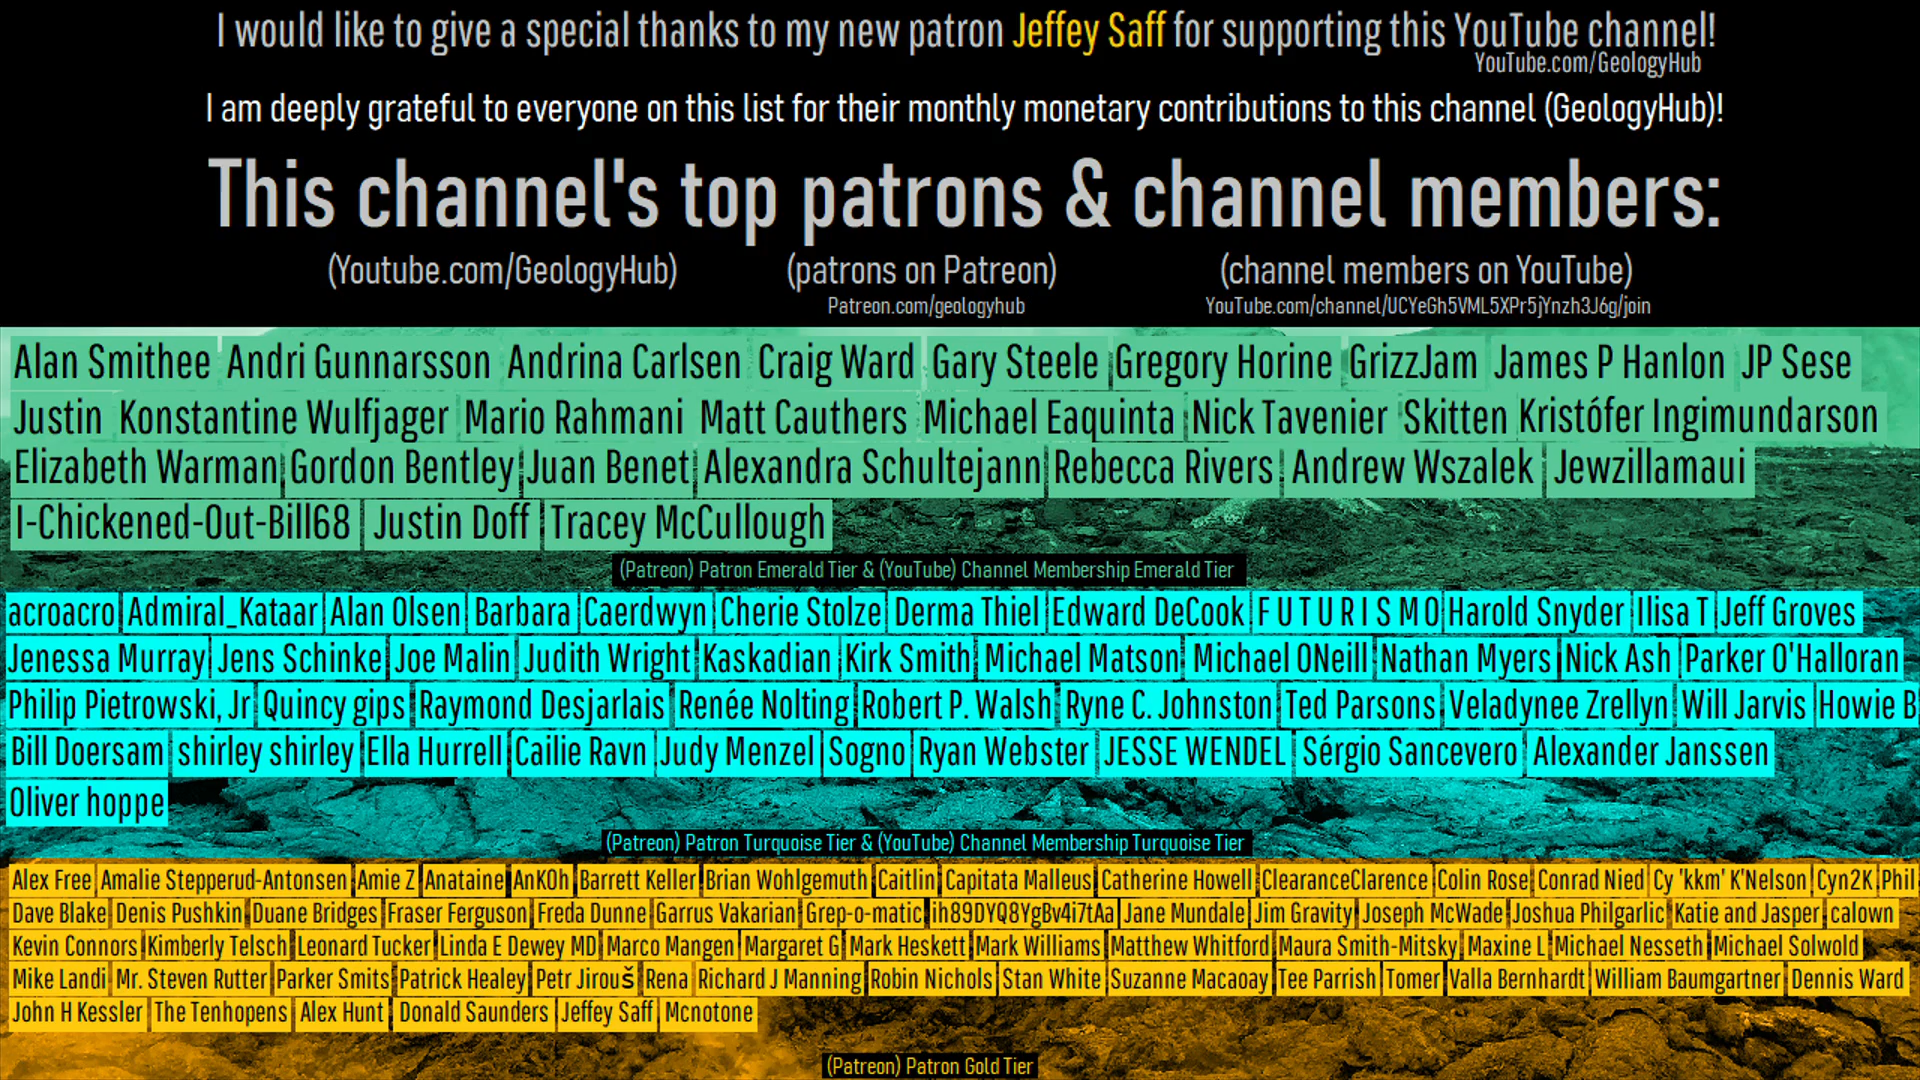 I would like to give a special thanks to my new patron Jeffey Saff for supporting this YouTube channel!
YouTube.com/GeologyHub
I am deeply grateful to everyone on this list for their monthly monetary contributions to this channel (GeologyHub)!
This channel's top patrons & channel members:
(Youtube.com/GeologyHub) (patrons on Patreon) (channel members on YouTube)
Patreon.com/geologyhub YouTube.com/channel/UCYeGh5VML5XPr5jYnzh3J6g/join
Alan Smithee Andri Gunnarsson Andrina Carlsen Craig Ward Gary Steele Gregory Horine GrizzJam James P Hanlon JP Sese
Justin Konstantine Wulfjager Mario Rahmani Matt Cauthers Michael Eaquinta Nick Tavenier Skitten Kristófer Ingimundarson
Elizabeth Warman Gordon Bentley Juan Benet Alexandra Schultejann Rebecca Rivers Andrew Wszalek Jewzillamaui
I-Chickened-Out-Bill68 Justin Doff Tracey McCullough
(Patreon) Patron Emerald Tier & (YouTube) Channel Membership Emerald Tier
acroacro Admiral_Kataar Alan Olsen Barbara Caerdwyn Cherie Stolze Derma Thiel Edward DeCook F U T U R I S M O Harold Snyder Ilisa T Jeff Groves
Jenessa Murray Jens Schinke Joe Malin Judith Wright Kaskadian Kirk Smith Michael Matson Michael ONeill Nathan Myers Nick Ash Parker O'Halloran
Philip Pietrowski, Jr Quincy gips Raymond Desjarlais Renée Nolting Robert P. Walsh Ryne C. Johnston Ted Parsons Veladynee Zrellyn Will Jarvis Howie B
Bill Doersam shirley shirley Ella Hurrell Cailie Ravn Judy Menzel Sogno Ryan Webster JESSE WENDEL Sérgio Sancevero Alexander Janssen
Oliver hoppe
(Patreon) Patron Turquoise Tier & (YouTube) Channel Membership Turquoise Tier
Alex Free Amalie Stepperud-Antonsen Amie Z Anataine AnKOh Barrett Keller Brian Wohlgemuth Caitlin Capitata Malleus Catherine Howell ClearanceClarence Colin Rose Conrad Nied Cy 'kkm' K'Nelson Cyn2K Phil
Dave Blake Denis Pushkin Duane Bridges Fraser Ferguson Freda Dunne Garrus Vakarian Grep-o-matic ih89DYQ8YgBv4i7tAa Jane Mundale Jim Gravity Joseph McWade Joshua Philgarlic Katie and Jasper calown
Kevin Connors Kimberly Telsch Leonard Tucker Linda E Dewey MD Marco Mangen Margaret G Mark Heskett Mark Williams Matthew Whitford Maura Smith-Mitsky Maxine L Michael Nesseth Michael Solwold
Mike Landi Mr. Steven Rutter Parker Smits Patrick Healey Petr Jirouš Rena Richard J Manning Robin Nichols Stan White Suzanne Macaoay Tee Parrish Tomer Valla Bernhardt William Baumgartner Dennis Ward
John H Kessler The Tenhopens Alex Hunt Donald Saunders Jeffey Saff Mcnotone
(Patreon) Patron Gold Tier